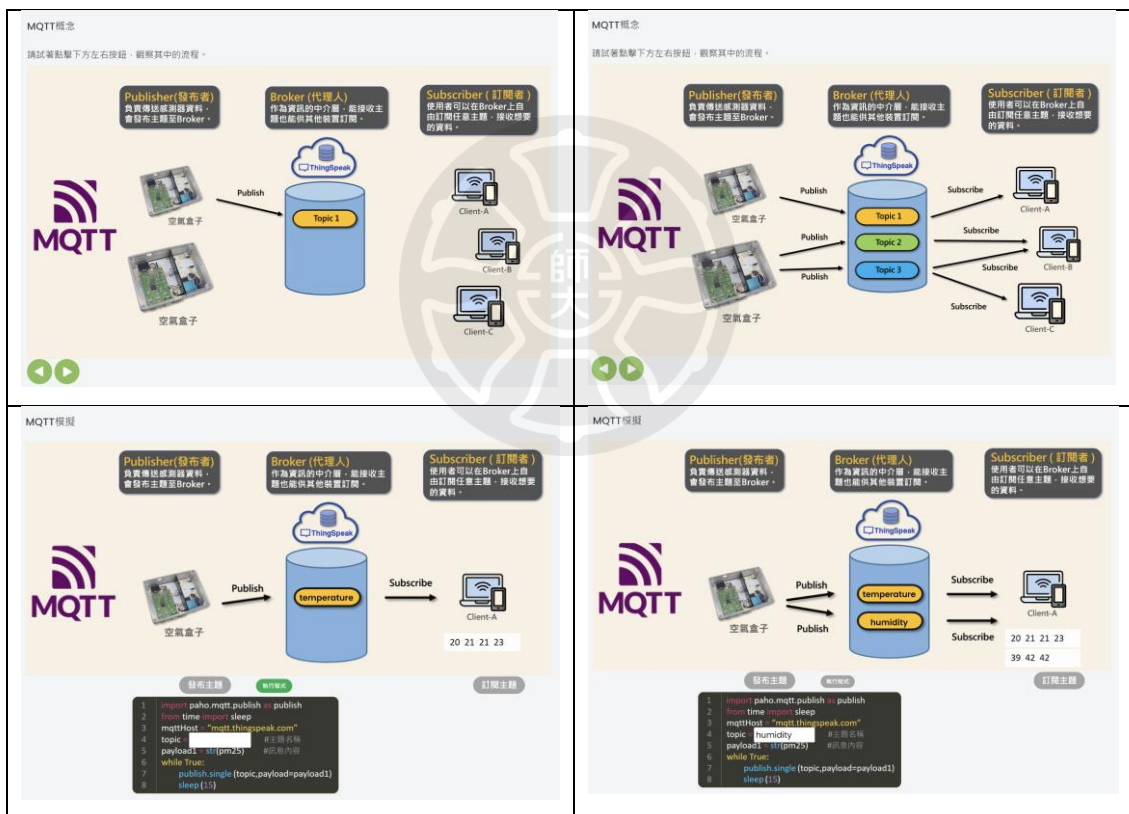 MQTT概念
請試著點擊下方左右按鈕，觀察其中的流程。
Publisher(發布者)
負責傳送感測器資料，
會發布主題至Broker。
Broker (代理人)
作為資訊的中介層，能接收主
題也能供其他裝置訂閱。
Subscriber ( 訂閱者 )
使用者可以在Broker上自
由訂閱任意主題，接收想要
的資料。
ThingSpeak
MQTT
空氣盒子
Publish
Topic 1
Client-A
Client-B
空氣盒子
Client-C
師大
MQTT概念
請試著點擊下方左右按鈕，觀察其中的流程。
Publisher(發布者)
負責傳送感測器資料，
會發布主題至Broker。
Broker (代理人)
作為資訊的中介層，能接收主
題也能供其他裝置訂閱。
Subscriber ( 訂閱者 )
使用者可以在Broker上自
由訂閱任意主題，接收想要
的資料。
ThingSpeak
MQTT
空氣盒子
Publish
Topic 1
Subscribe
Client-A
Publish
Topic 2
Subscribe
Client-B
Publish
Topic 3
Subscribe
空氣盒子
Subscribe
Client-C
MQTT模擬
Publisher(發布者)
負責傳送感測器資料，
會發布主題至Broker。
Broker (代理人)
作為資訊的中介層，能接收主
題也能供其他裝置訂閱。
Subscriber ( 訂閱者 )
使用者可以在Broker上自
由訂閱任意主題，接收想要
的資料。
ThingSpeak
MQTT
空氣盒子
Publish
temperature
Subscribe
Client-A
20 21 21 23
發布主題
執行程式
訂閱主題
1 import paho.mqtt.publish as publish
2 from time import sleep
3 mqttHost = "mqtt.thingspeak.com"
4 topic = #主題名稱
5 payload1 = str(pm25) #訊息內容
6 while True:
7 publish.single (topic,payload=payload1)
8 sleep (15)
MQTT模擬
Publisher(發布者)
負責傳送感測器資料，
會發布主題至Broker。
Broker (代理人)
作為資訊的中介層，能接收主
題也能供其他裝置訂閱。
Subscriber ( 訂閱者 )
使用者可以在Broker上自
由訂閱任意主題，接收想要
的資料。
ThingSpeak
MQTT
空氣盒子
Publish
Publish
temperature
humidity
Subscribe
Subscribe
Client-A
20 21 21 23
39 42 42
發布主題
執行程式
訂閱主題
1 import paho.mqtt.publish as publish
2 from time import sleep
3 mqttHost = "mqtt.thingspeak.com"
4 topic = humidity #主題名稱
5 payload1 = str(pm25) #訊息內容
6 while True:
7 publish.single (topic,payload=payload1)
8 sleep (15)